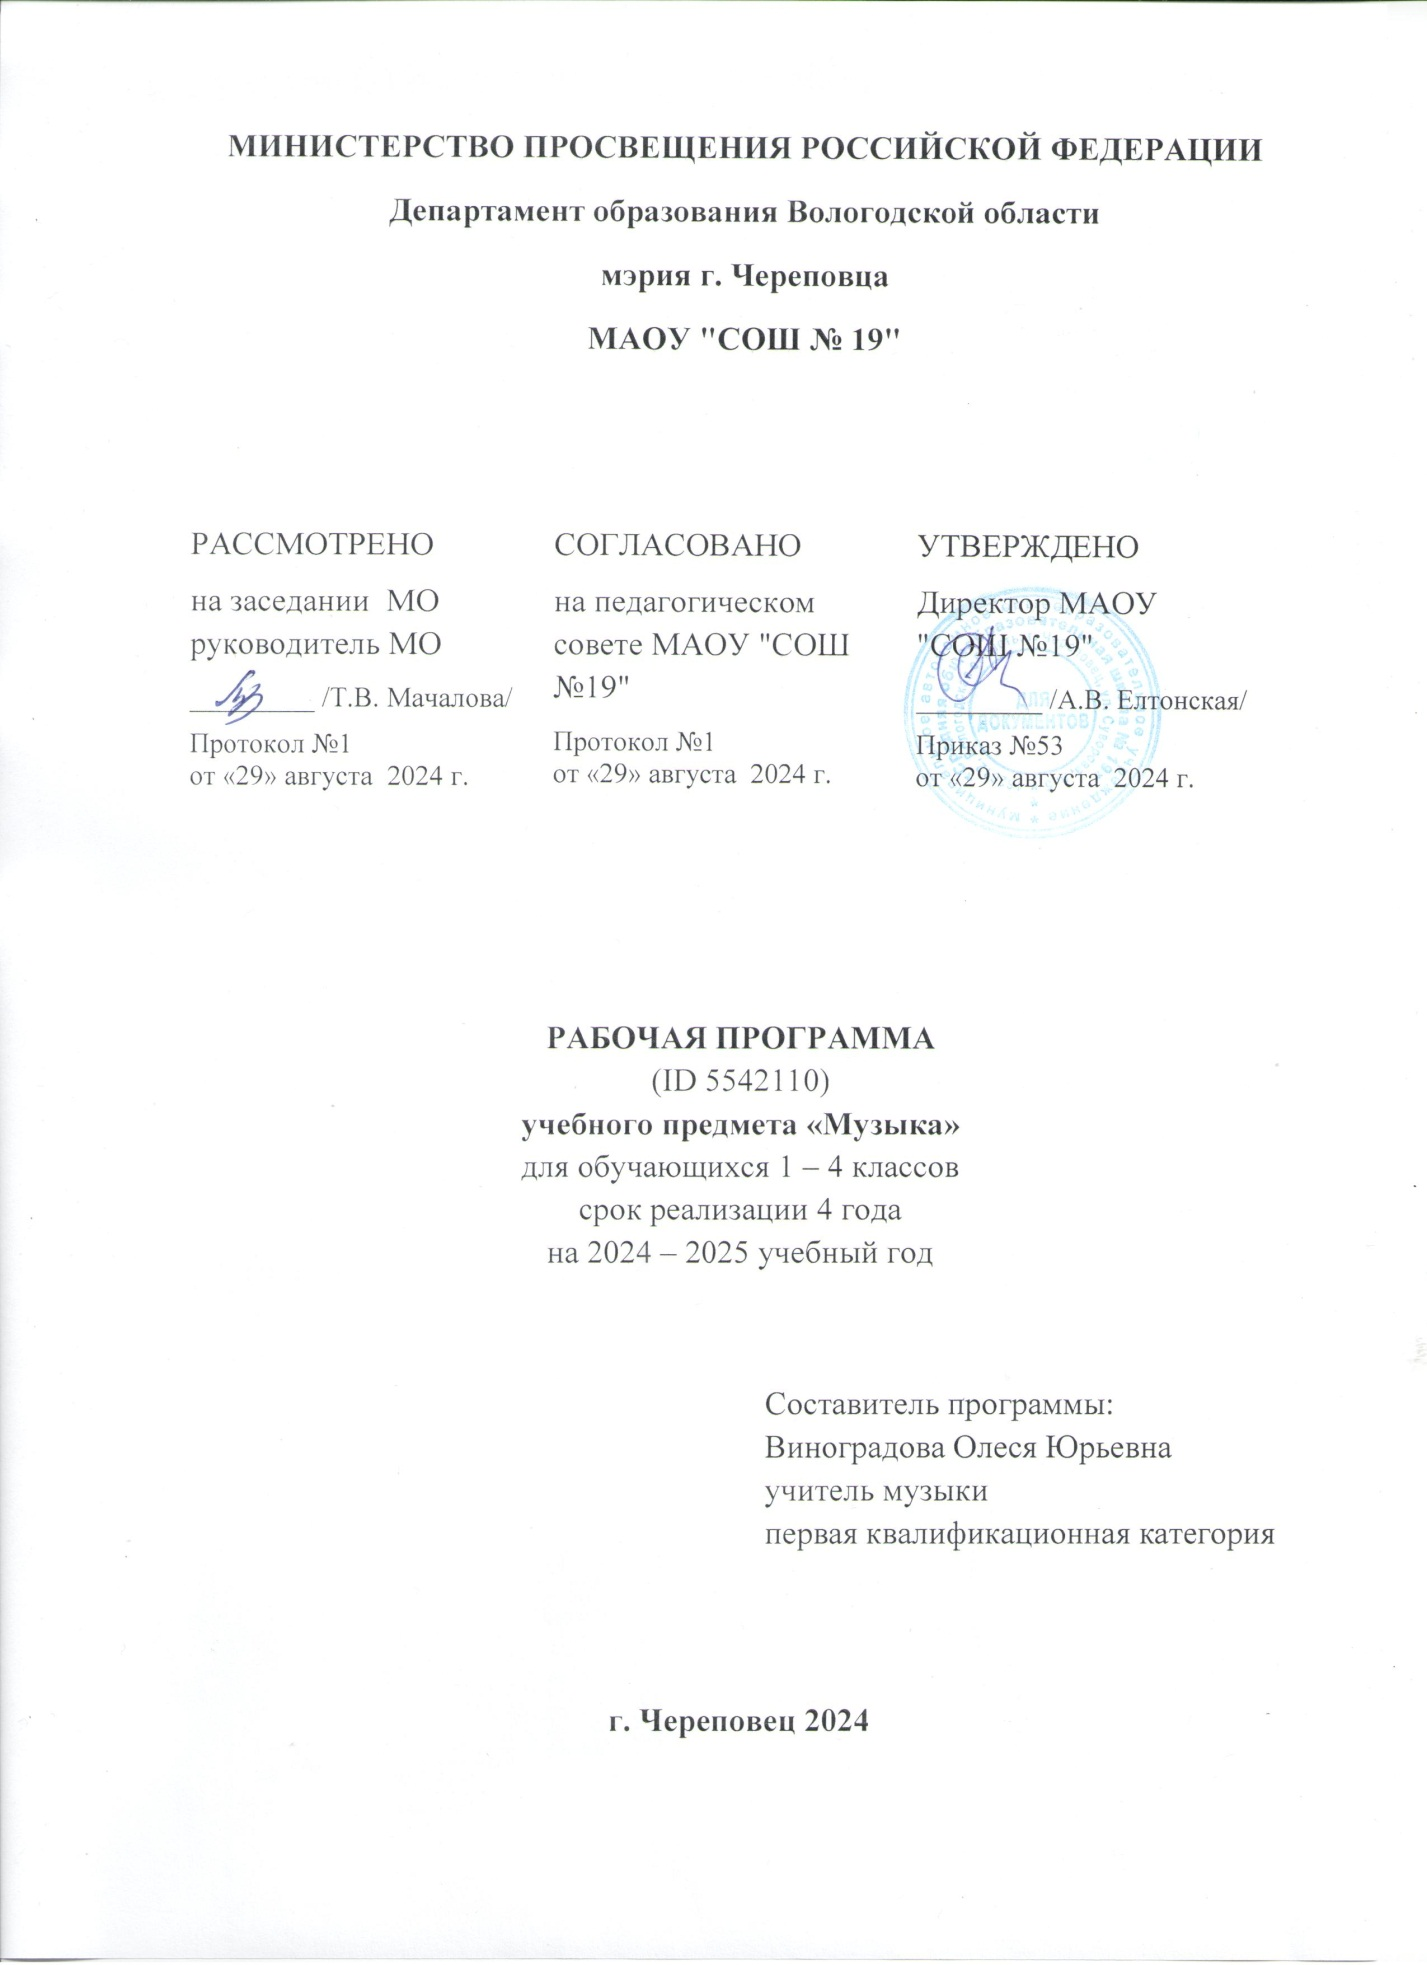 МИНИСТЕРСТВО ПРОСВЕЩЕНИЯ РОССИЙСКОЙ ФЕДЕРАЦИИ
Департамент образования Вологодской области
мэрия г. Череповца
МАОУ "СОШ № 19"
РАССМОТРЕНО
на заседании МО
руководитель МО
/Т.В. Мачалова/
Протокол №1
от «29» августа 2024 г.
СОГЛАСОВАНО
на педагогическом
совете МАОУ "СОШ
№19"
Протокол №1
от «29» августа 2024 г.
УТВЕРЖДЕНО
Директор МАОУ
"СОШ №19"
/А.В. Елтонская/
Приказ №53
от «29» августа 2024 г.
ДЛЯ
ДОКУМЕНТОВ
РАБОЧАЯ ПРОГРАММА
(ID 5542110)
учебного предмета «Музыка»
для обучающихся 1 – 4 классов
срок реализации 4 года
на 2024 – 2025 учебный год
Составитель программы:
Виноградова Олеся Юрьевна
учитель музыки
первая квалификационная категория
г. Череповец 2024